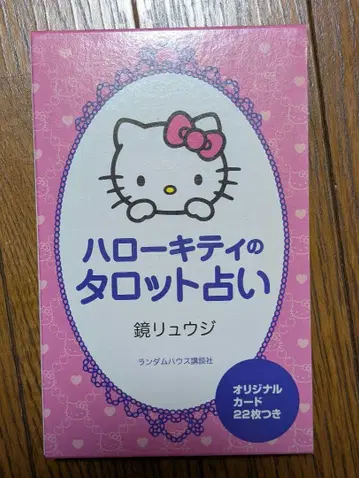 ハローキティの
タロット占い
鏡リュウジ
ランダムハウス講談社
オリジナル
カード
22枚つき